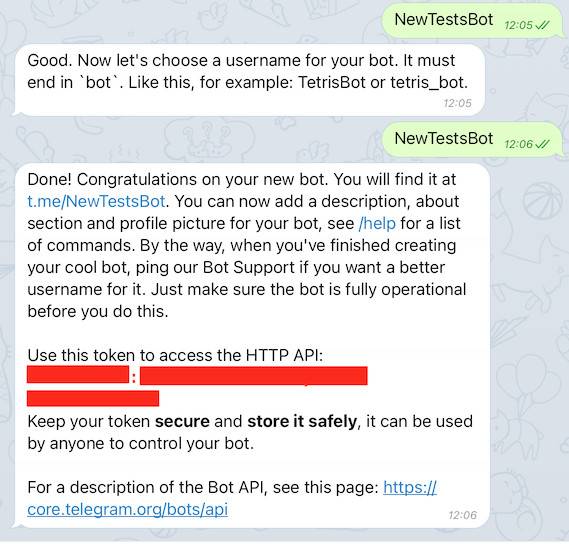 NewTestsBot 12:05
Good. Now let's choose a username for your bot. It must
end in `bot`. Like this, for example: TetrisBot or tetris_bot.
12:05
NewTestsBot 12:06
Done! Congratulations on your new bot. You will find it at
t.me/NewTestsBot. You can now add a description, about
section and profile picture for your bot, see /help for a list
of commands. By the way, when you've finished creating
your cool bot, ping our Bot Support if you want a better
username for it. Just make sure the bot is fully operational
before you do this.
Use this token to access the HTTP API:
:
Keep your token secure and store it safely, it can be used
by anyone to control your bot.
For a description of the Bot API, see this page: https://
core.telegram.org/bots/api
12:06